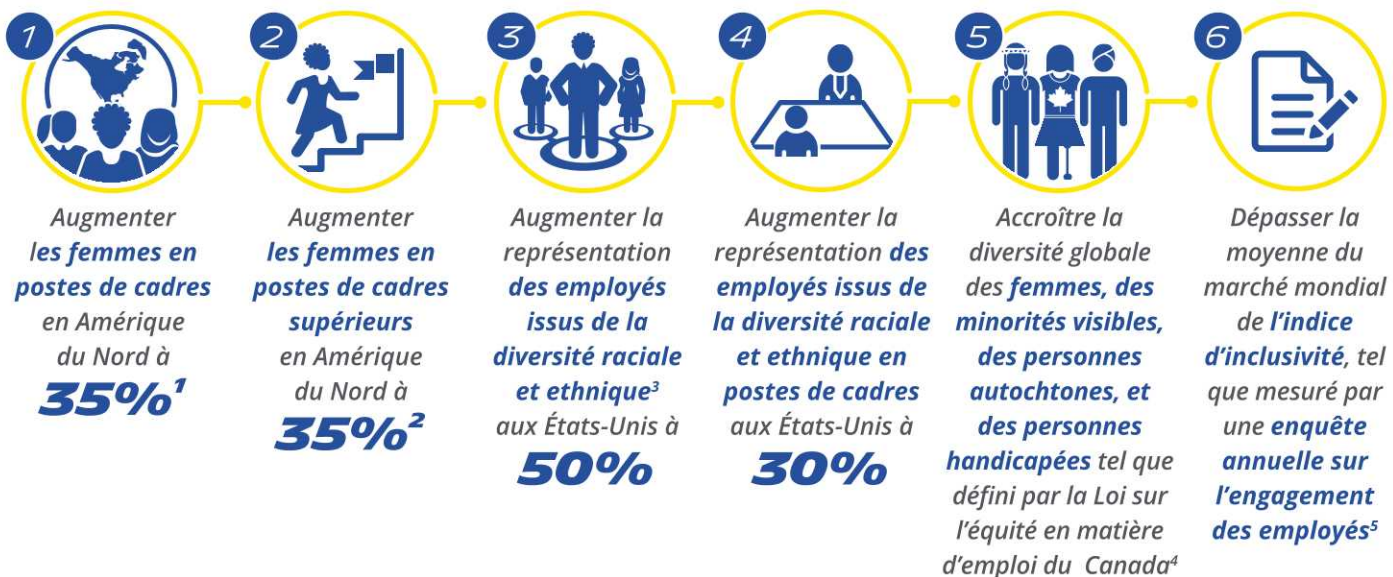 1
Augmenter
les femmes en
postes de cadres
en Amérique
du Nord à
35%¹
2
Augmenter
les femmes en
postes de cadres
supérieurs
en Amérique
du Nord à
35%²
3
Augmenter la
représentation
des employés
issus de la
diversité raciale
et ethnique³
aux États-Unis à
50%
4
Augmenter la
représentation des
employés issus de
la diversité raciale
et ethnique en
postes de cadres
aux États-Unis à
30%
5
Accroître la
diversité globale
des femmes, des
minorités visibles,
des personnes
autochtones, et
des personnes
handicapées tel que
défini par la Loi sur
l'équité en matière
d'emploi du Canada⁴
6
Dépasser la
moyenne du
marché mondial
de l'indice
d'inclusivité, tel
que mesuré par
une enquête
annuelle sur
l'engagement
des employés⁵